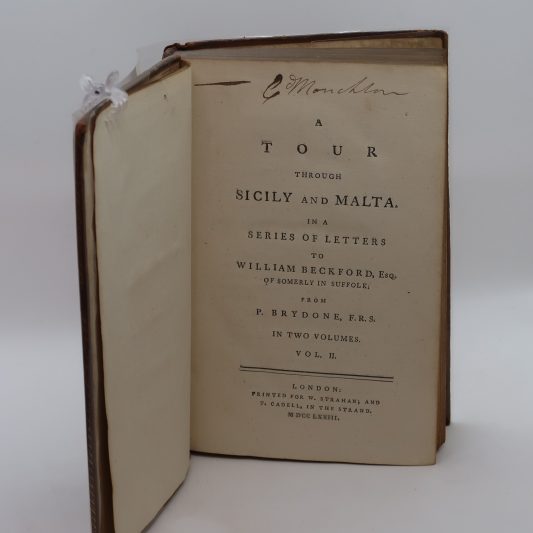 E Monckton
A
TOUR
THROUGH
SICILY AND MALTA.
IN A
SERIES OF LETTERS
TO
WILLIAM BECKFORD, Esq.
OF SOMERLY IN SUFFOLK;
FROM
P. BRYDONE, F.R.S.
IN TWO VOLUMES.
VOL. II.
LONDON:
PRINTED FOR W. STRAHAN; AND
T. CADELL, IN THE STRAND.
MDCCLXXIII.